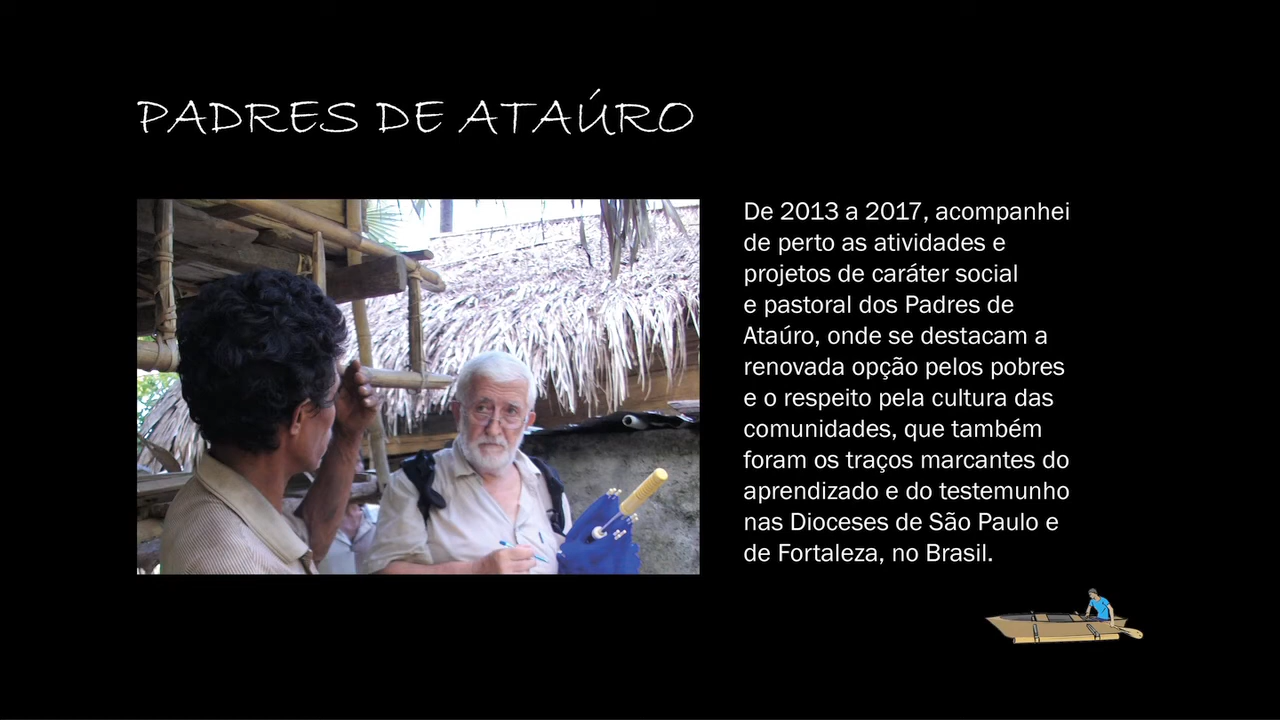 PADRES DE ATAÚRO
De 2013 a 2017, acompanhei
de perto as atividades e
projetos de caráter social
e pastoral dos Padres de
Ataúro, onde se destacam a
renovada opção pelos pobres
e o respeito pela cultura das
comunidades, que também
foram os traços marcantes do
aprendizado e do testemunho
nas Dioceses de São Paulo e
de Fortaleza, no Brasil.